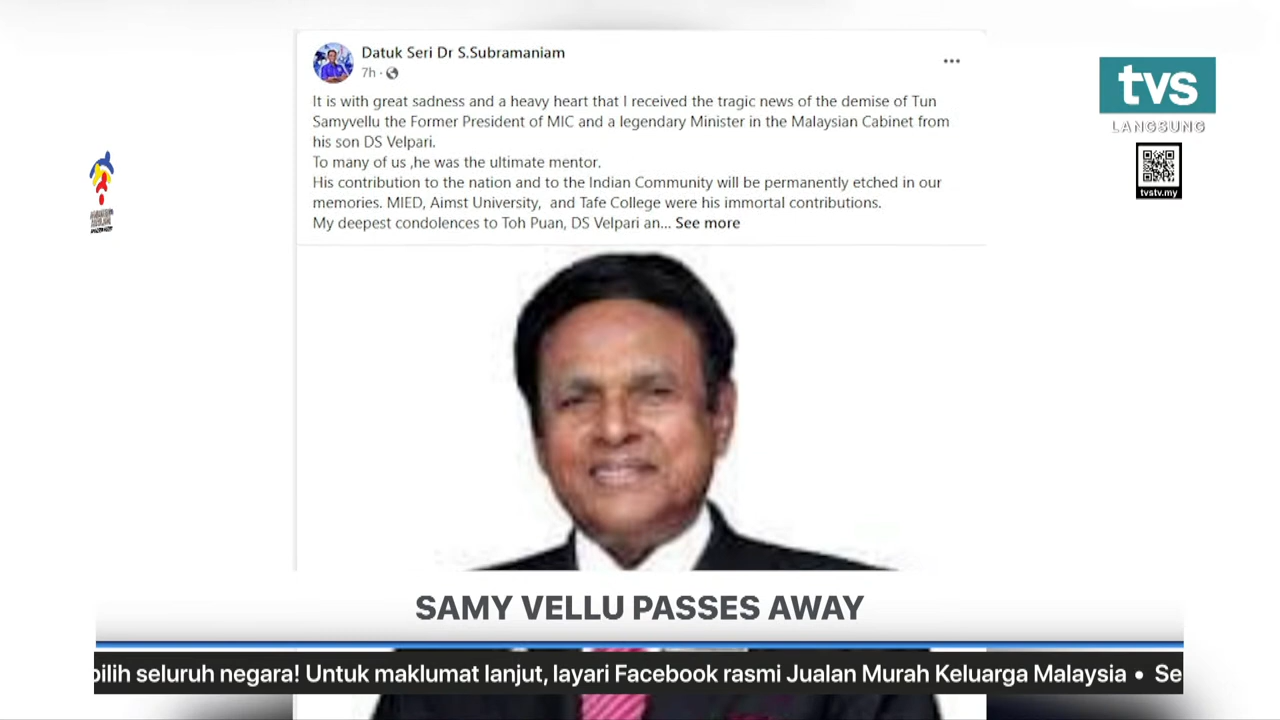 Datuk Seri Dr S.Subramaniam
7h ·
It is with great sadness and a heavy heart that I received the tragic news of the demise of Tun
Samyvellu the Former President of MIC and a legendary Minister in the Malaysian Cabinet from
his son DS Velpari.
To many of us ,he was the ultimate mentor.
His contribution to the nation and to the Indian Community will be permanently etched in our
memories. MIED, Aimst University, and Tafe College were his immortal contributions.
My deepest condolences to Toh Puan, DS Velpari an... See more
tvs
LANGSUNG
tvstv.my
SAMY VELLU PASSES AWAY
seluruh negara! Untuk maklumat lanjut, layari Facebook rasmi Jualan Murah Keluarga Malaysia • Se